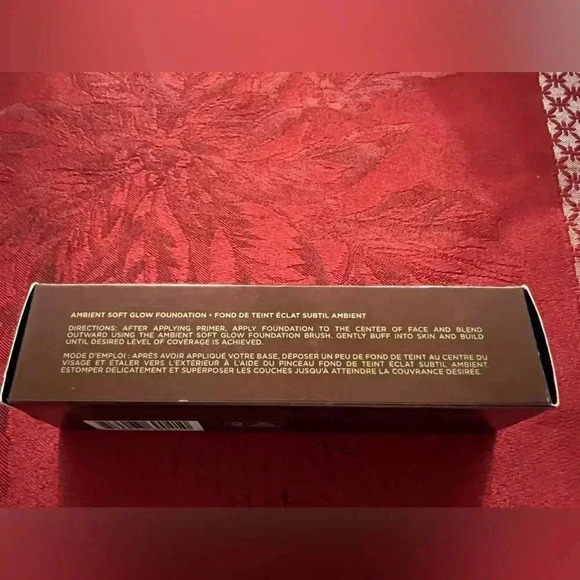 AMBIENT SOFT GLOW FOUNDATION • FOND DE TEINT ÉCLAT SUBTIL AMBIENT
DIRECTIONS: AFTER APPLYING PRIMER, APPLY FOUNDATION TO THE CENTER OF FACE AND BLEND
OUTWARD USING THE AMBIENT SOFT GLOW FOUNDATION BRUSH. GENTLY BUFF INTO SKIN AND BUILD
UNTIL DESIRED LEVEL OF COVERAGE IS ACHIEVED.
MODE D'EMPLOI : APRÈS AVOIR APPLIQUÉ VOTRE BASE, DÉPOSER UN PEU DE FOND DE TEINT AU CENTRE DU
VISAGE ET ÉTALER VERS L'EXTÉRIEUR À L'AIDE DU PINCEAU FOND DE TEINT ÉCLAT SUBTIL AMBIENT.
ESTOMPER DÉLICATEMENT ET SUPERPOSER LES COUCHES JUSQU'À ATTEINDRE LA COUVRANCE DÉSIRÉE.